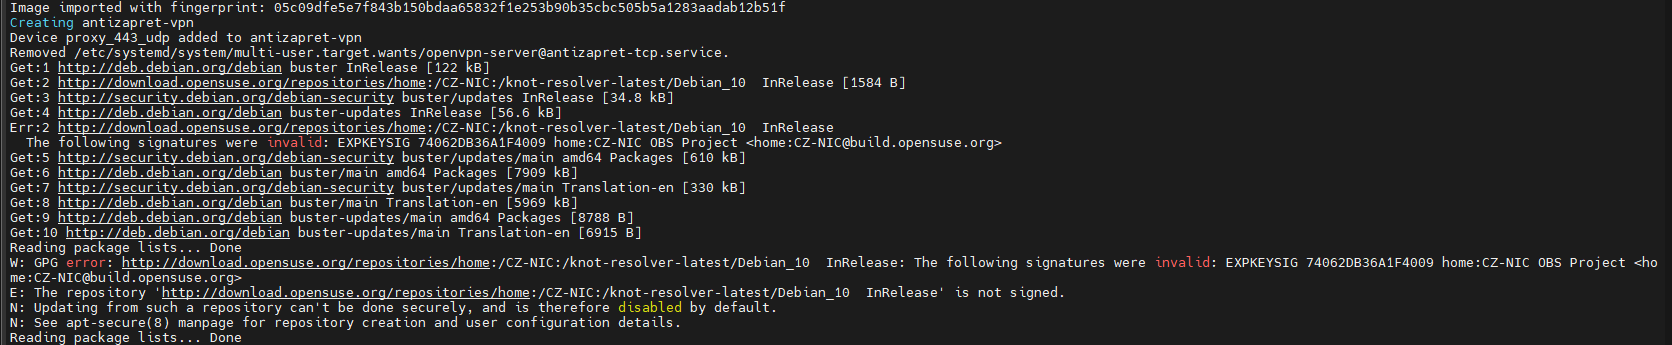 Image imported with fingerprint: 05c09dfe5e7f843b150bdaa65832f1e253b90b35cbc505b5a1283aadab12b51f
Creating antizapret-vpn
Device proxy_443_udp added to antizapret-vpn
Removed /etc/systemd/system/multi-user.target.wants/openvpn-server@antizapret-tcp.service.
Get:1 http://deb.debian.org/debian buster InRelease [122 kB]
Get:2 http://download.opensuse.org/repositories/home:/CZ-NIC:/knot-resolver-latest/Debian_10  InRelease [1584 B]
Get:3 http://security.debian.org/debian-security buster/updates InRelease [34.8 kB]
Get:4 http://deb.debian.org/debian buster-updates InRelease [56.6 kB]
Err:2 http://download.opensuse.org/repositories/home:/CZ-NIC:/knot-resolver-latest/Debian_10  InRelease
  The following signatures were invalid: EXPKEYSIG 74062DB36A1F4009 home:CZ-NIC OBS Project <home:CZ-NIC@build.opensuse.org>
Get:5 http://security.debian.org/debian-security buster/updates/main amd64 Packages [610 kB]
Get:6 http://deb.debian.org/debian buster/main amd64 Packages [7909 kB]
Get:7 http://security.debian.org/debian-security buster/updates/main Translation-en [330 kB]
Get:8 http://deb.debian.org/debian buster/main Translation-en [5969 kB]
Get:9 http://deb.debian.org/debian buster-updates/main amd64 Packages [8788 B]
Get:10 http://deb.debian.org/debian buster-updates/main Translation-en [6915 B]
Reading package lists... Done
W: GPG error: http://download.opensuse.org/repositories/home:/CZ-NIC:/knot-resolver-latest/Debian_10  InRelease: The following signatures were invalid: EXPKEYSIG 74062DB36A1F4009 home:CZ-NIC OBS Project <ho
me:CZ-NIC@build.opensuse.org>
E: The repository 'http://download.opensuse.org/repositories/home:/CZ-NIC:/knot-resolver-latest/Debian_10  InRelease' is not signed.
N: Updating from such a repository can't be done securely, and is therefore disabled by default.
N: See apt-secure(8) manpage for repository creation and user configuration details.
Reading package lists... Done